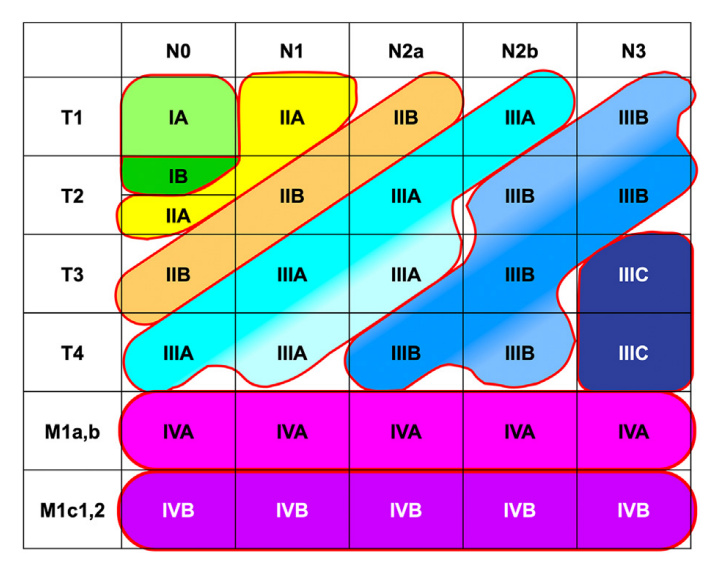 N0 N1 N2a N2b N3
T1 IA IIA IIB IIIA IIIB
T2 IB IIA IIB IIIA IIIB IIIB
T3 IIB IIIA IIIA IIIB IIIC
T4 IIIA IIIA IIIB IIIB IIIC
M1a,b IVA IVA IVA IVA IVA
M1c1,2 IVB IVB IVB IVB IVB